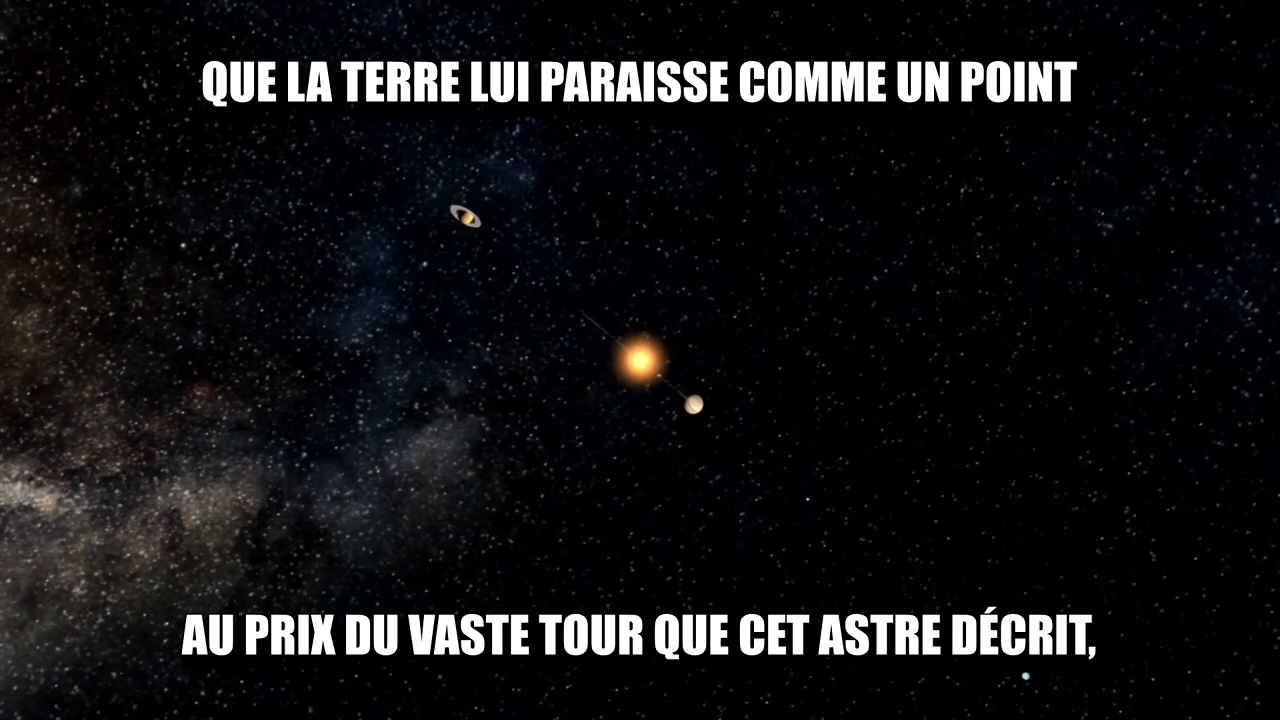 QUE LA TERRE LUI PARAISSE COMME UN POINT
AU PRIX DU VASTE TOUR QUE CET ASTRE DÉCRIT,